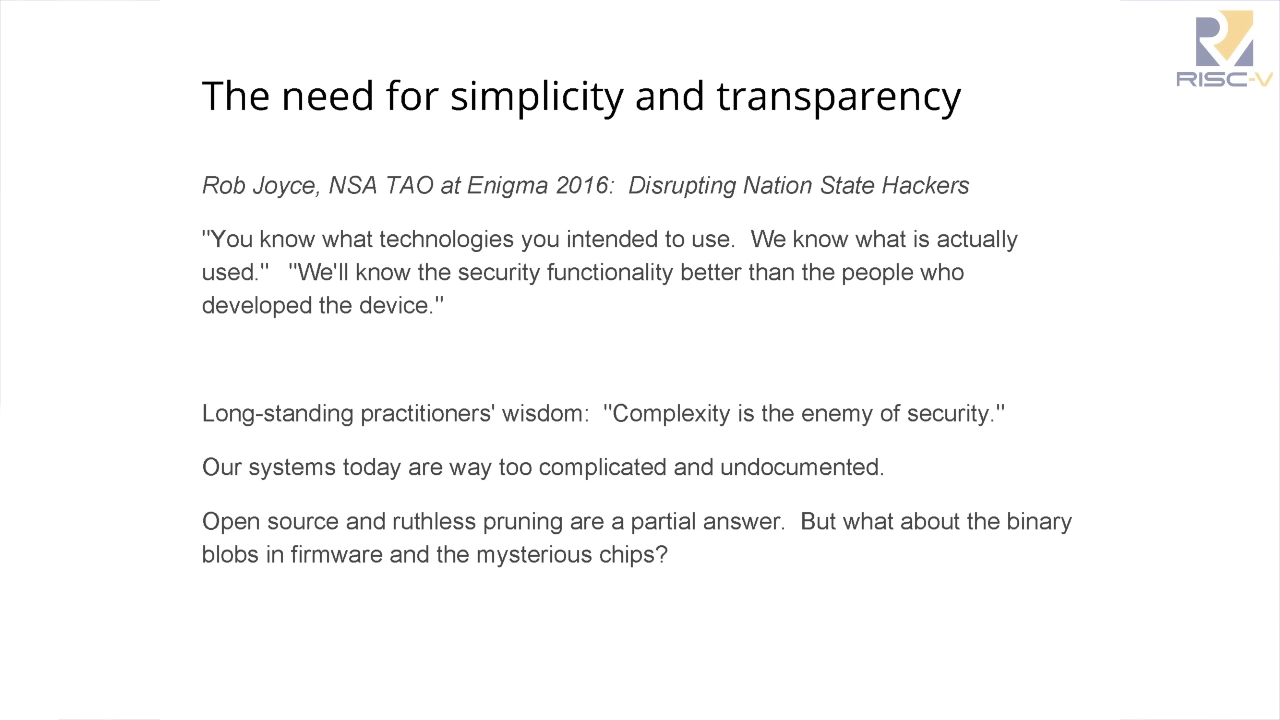 RISC-V
The need for simplicity and transparency
Rob Joyce, NSA TAO at Enigma 2016:  Disrupting Nation State Hackers
"You know what technologies you intended to use.  We know what is actually
used."   "We'll know the security functionality better than the people who
developed the device."
Long-standing practitioners' wisdom:  "Complexity is the enemy of security."
Our systems today are way too complicated and undocumented.
Open source and ruthless pruning are a partial answer.  But what about the binary
blobs in firmware and the mysterious chips?